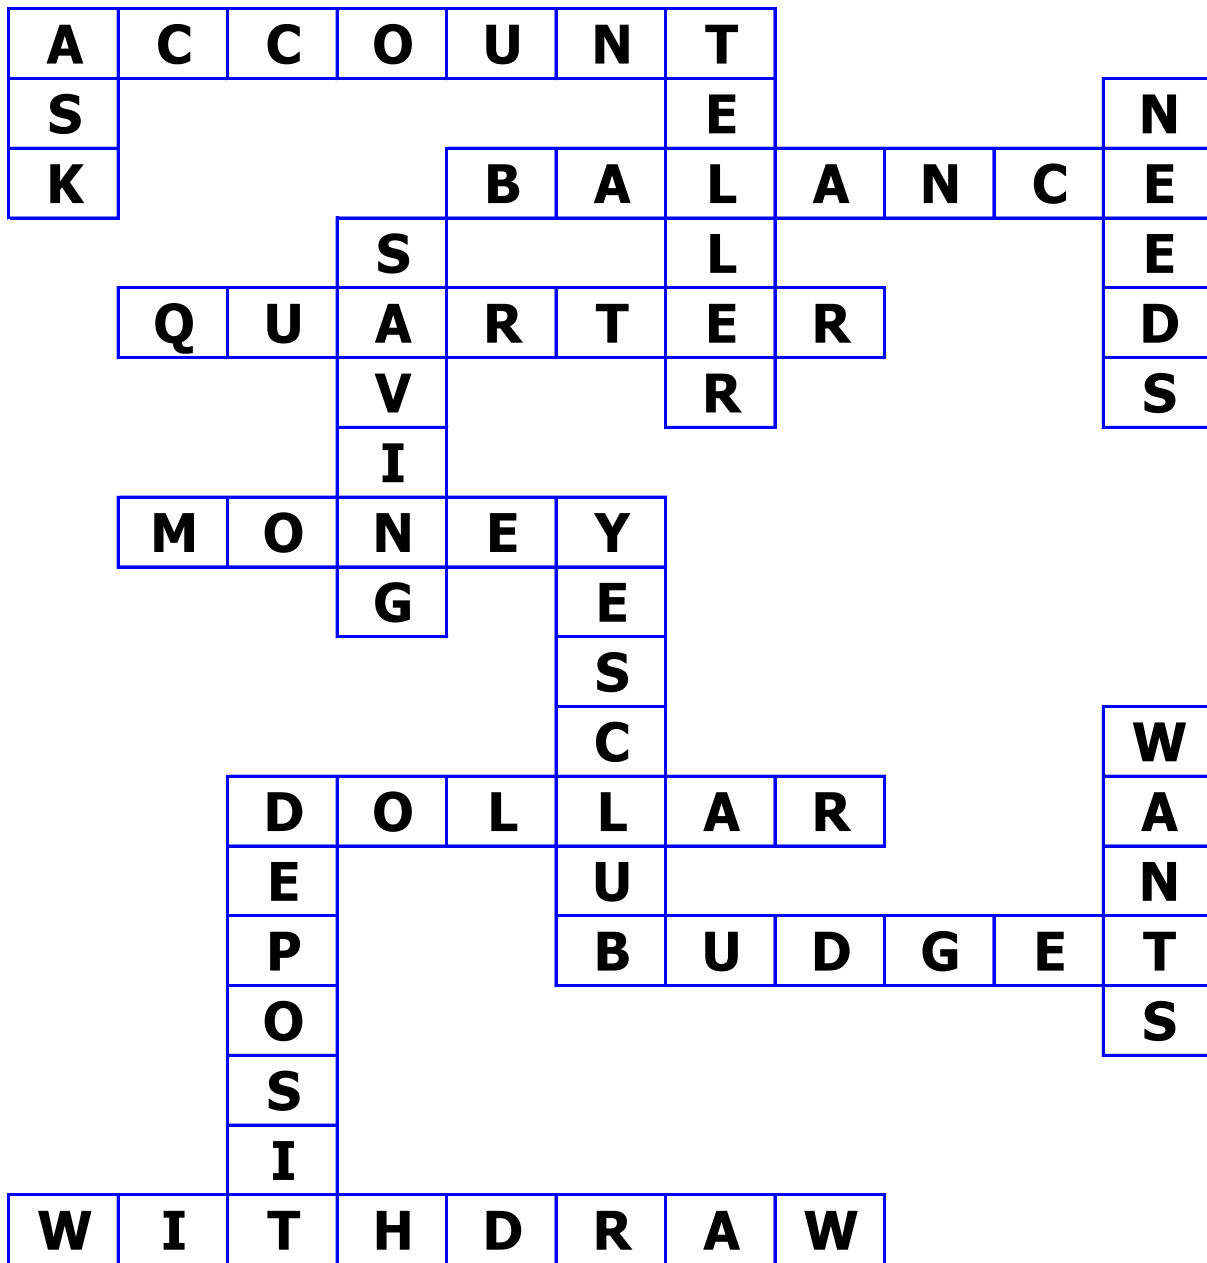 A C C O U N T
S E N
K B A L A N C E
S L E
Q U A R T E R D
V R S
I
M O N E Y
G E
S
C W
D O L L A R A
E U N
P B U D G E T
O S
S
I
W I T H D R A W